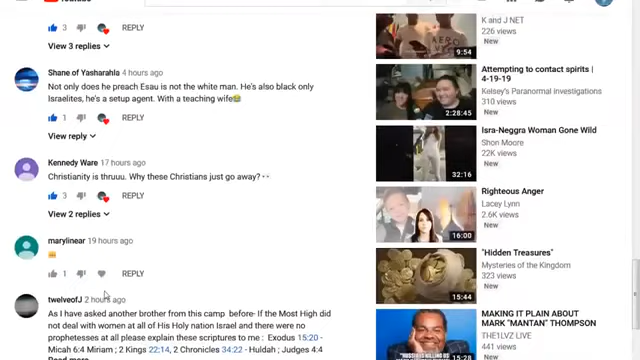 3 REPLY
View 3 replies
Shane of Yasharahla 4 hours ago
Not only does he preach Esau is not the white man. He's also black only
Israelites, he's a setup agent. With a teaching wife😂
1 REPLY
View reply
Kennedy Ware 17 hours ago
Christianity is thruuu. Why these Christians just go away? 👀
3 REPLY
View 2 replies
marylinear 19 hours ago
1 REPLY
twelveofJ 2 hours ago
As I have asked another brother from this camp before- If the Most High did
not deal with women at all of His Holy nation Israel and there were no
prophetesses at all please explain these scriptures to me : Exodus 15:20 -
Micah 6:4 Miriam ; 2 Kings 22:14, 2 Chronicles 34:22 - Huldah ; Judges 4:4
K and J NET
226 views
New
9:54
Attempting to contact spirits |
4-19-19
Kelsey's Paranormal Investigations
310 views
New
2:28:45
Isra-Neggra Woman Gone Wild
Shon Moore
22K views
New
32:16
Righteous Anger
Lacey Lynn
2.6K views
New
16:00
"Hidden Treasures"
Mysteries of the Kingdom
323 views
New
15:44
MAKING IT PLAIN ABOUT
MARK "MANTAN" THOMPSON
THE1LVZ LIVE
441 views
New
15:28